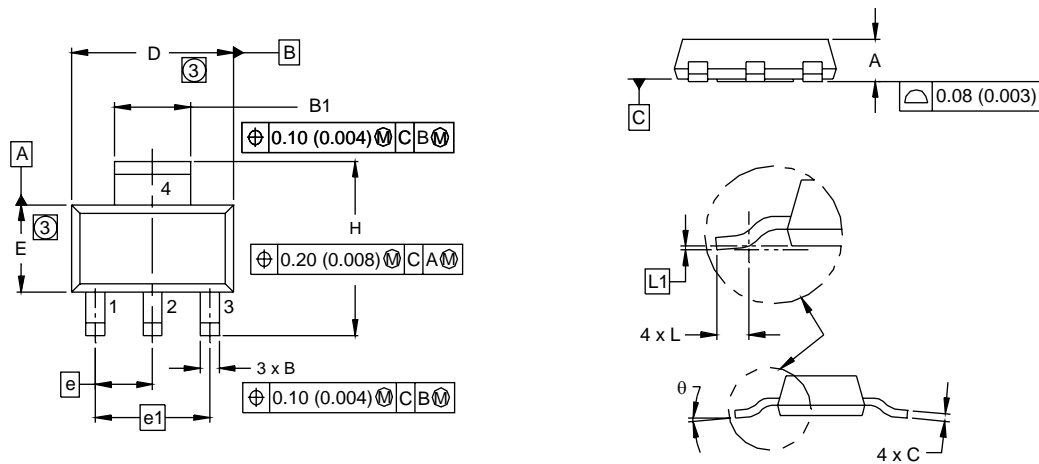 D
3
B
B1
⌖ 0.10 (0.004) Ⓜ C B Ⓜ
A
4
3
E
H
⌖ 0.20 (0.008) Ⓜ C A Ⓜ
1 2 3
3 x B
e
e1
⌖ 0.10 (0.004) Ⓜ C B Ⓜ
A
C
⌓ 0.08 (0.003)
L1
4 x L
θ
4 x C